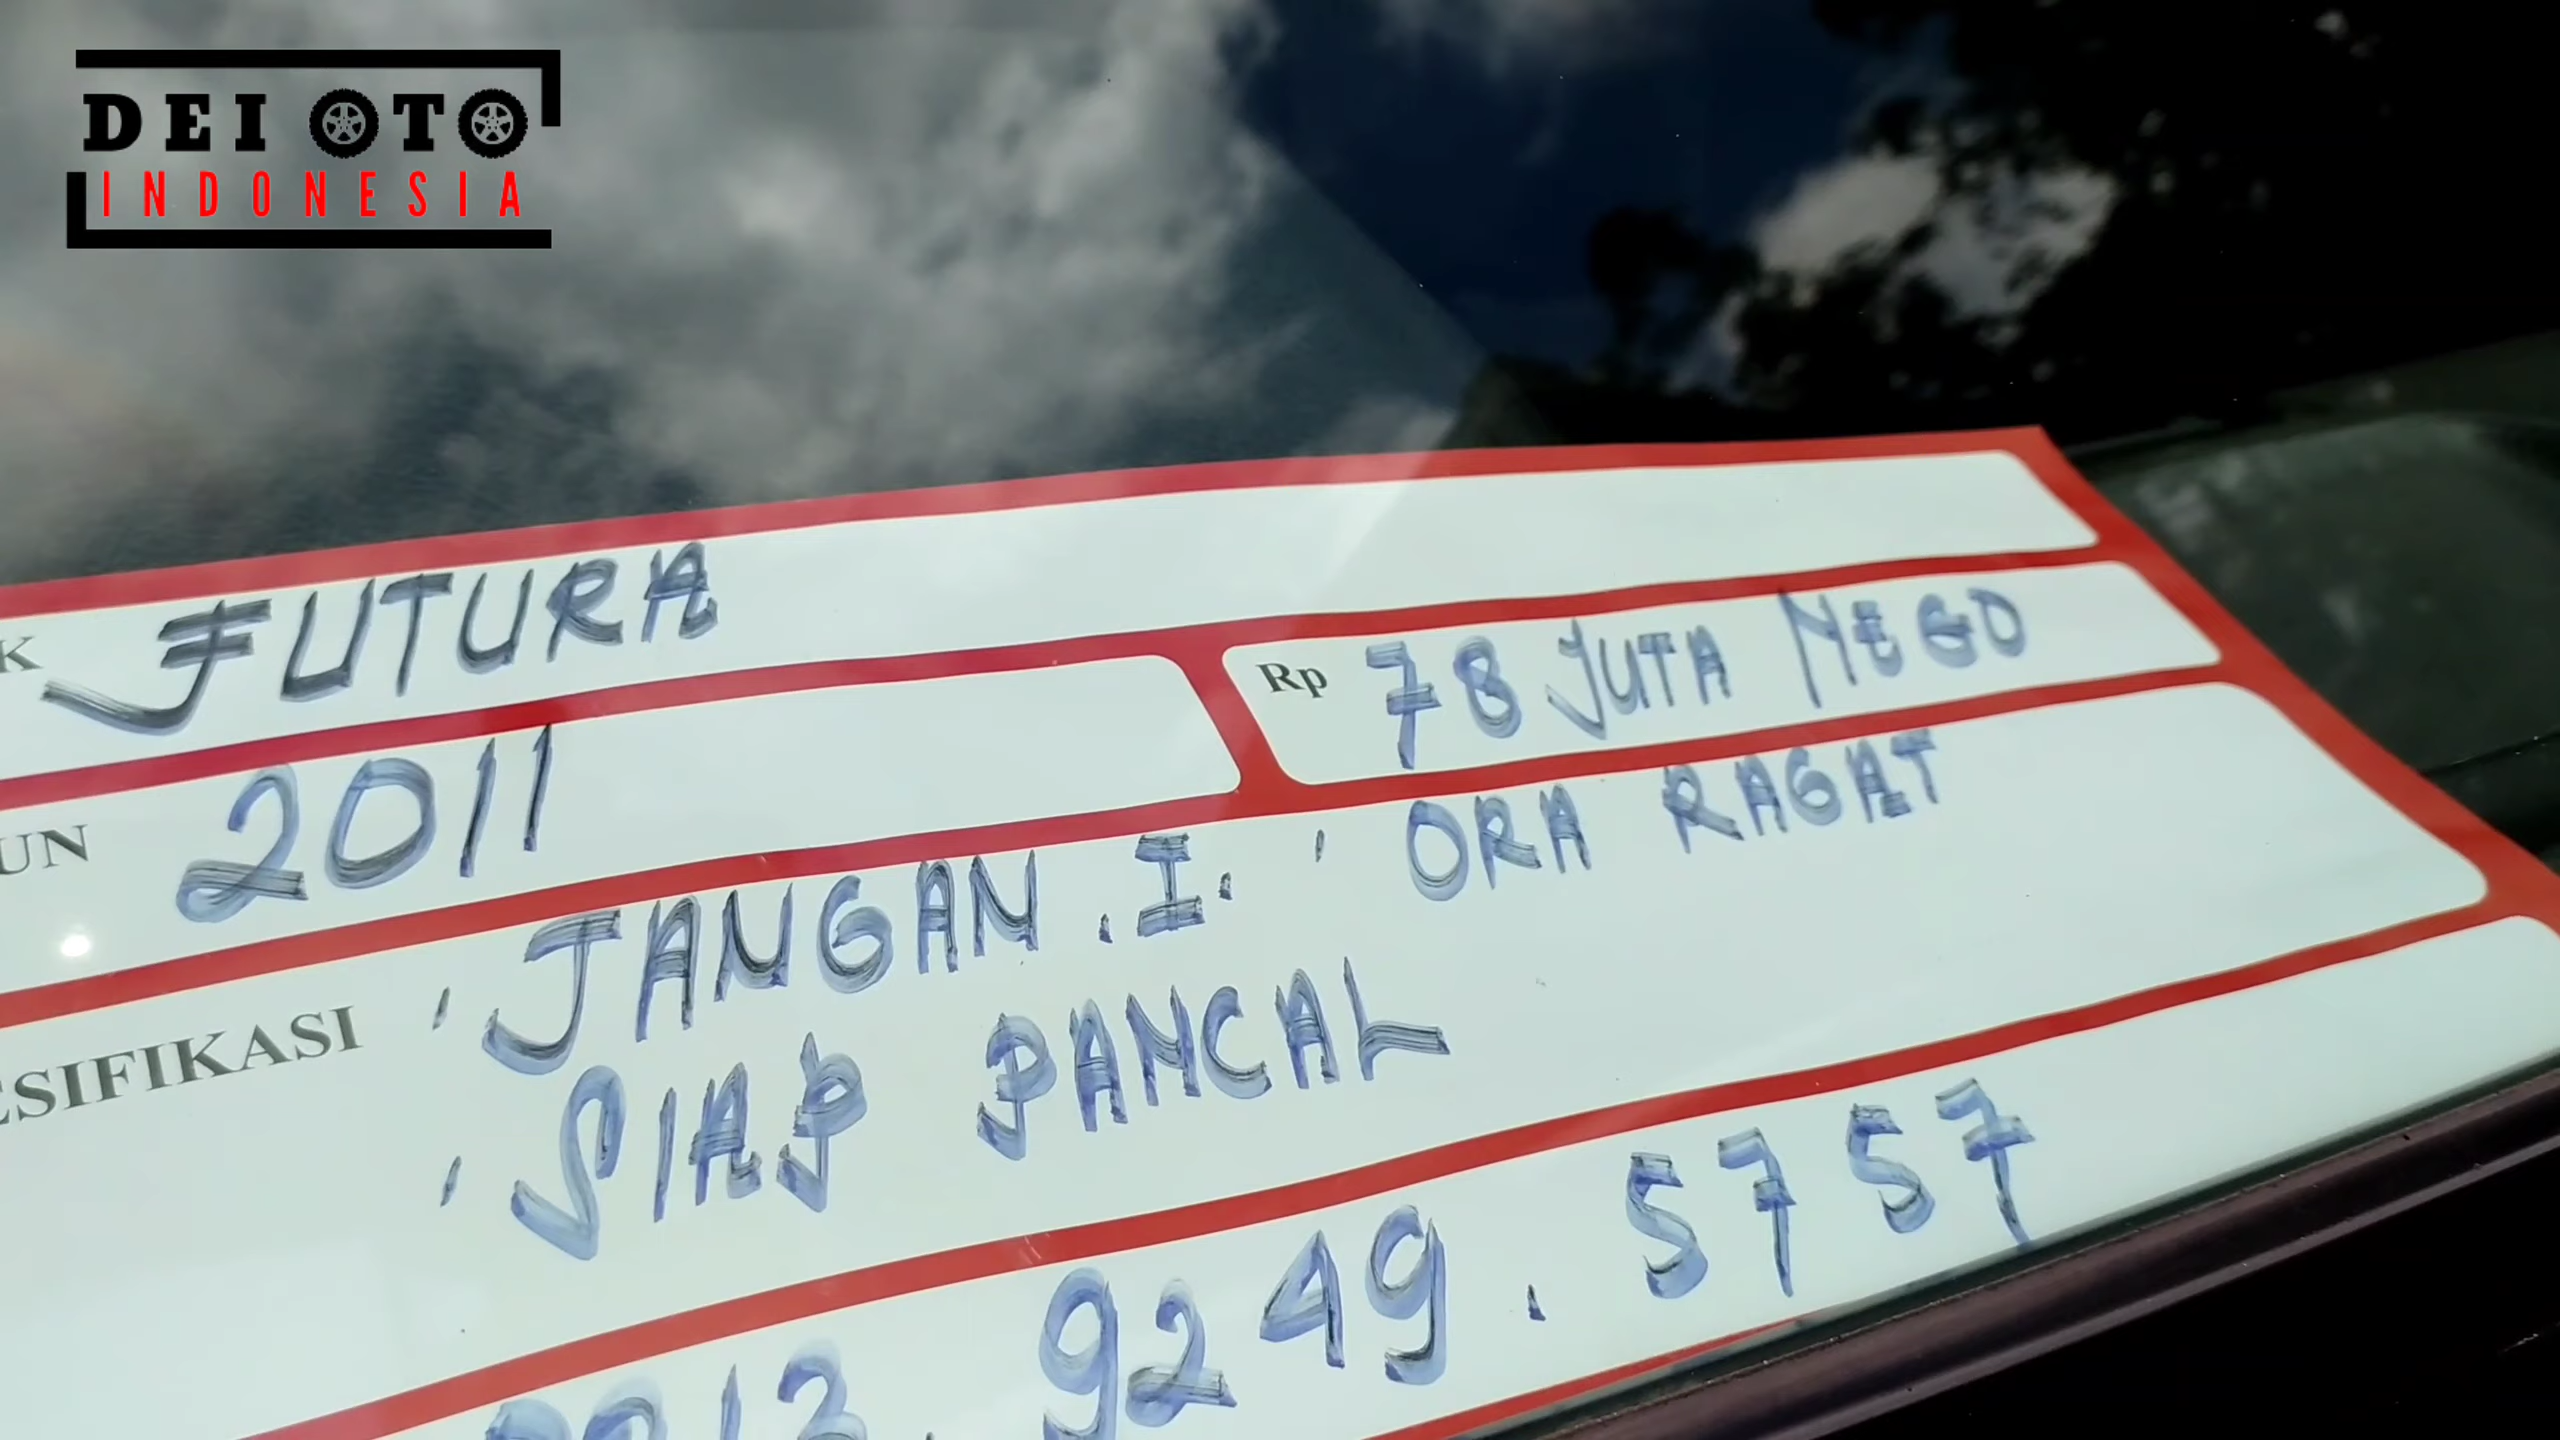 DEI OTO
INDONESIA
K FUTURA
UN 2011
Rp 78 JUTA NEGO
ESIFIKASI ' JANGAN . I . ' ORA RAGAT
' SIAP PANCAL
9249 . 5757